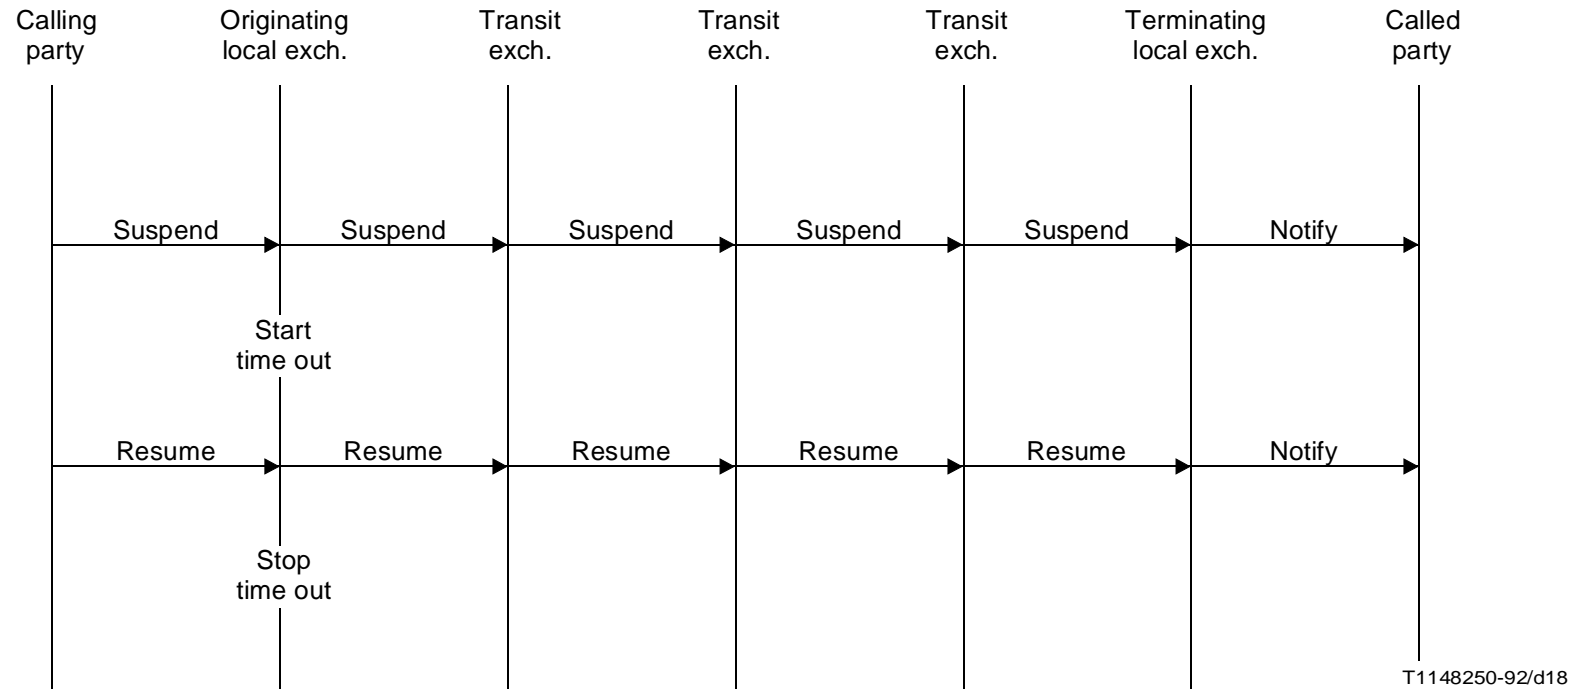 Calling Originating Transit Transit Transit Terminating Called
party local exch. exch. exch. exch. local exch. party
Suspend Suspend Suspend Suspend Suspend Notify
Start
time out
Resume Resume Resume Resume Resume Notify
Stop
time out
T1148250-92/d18